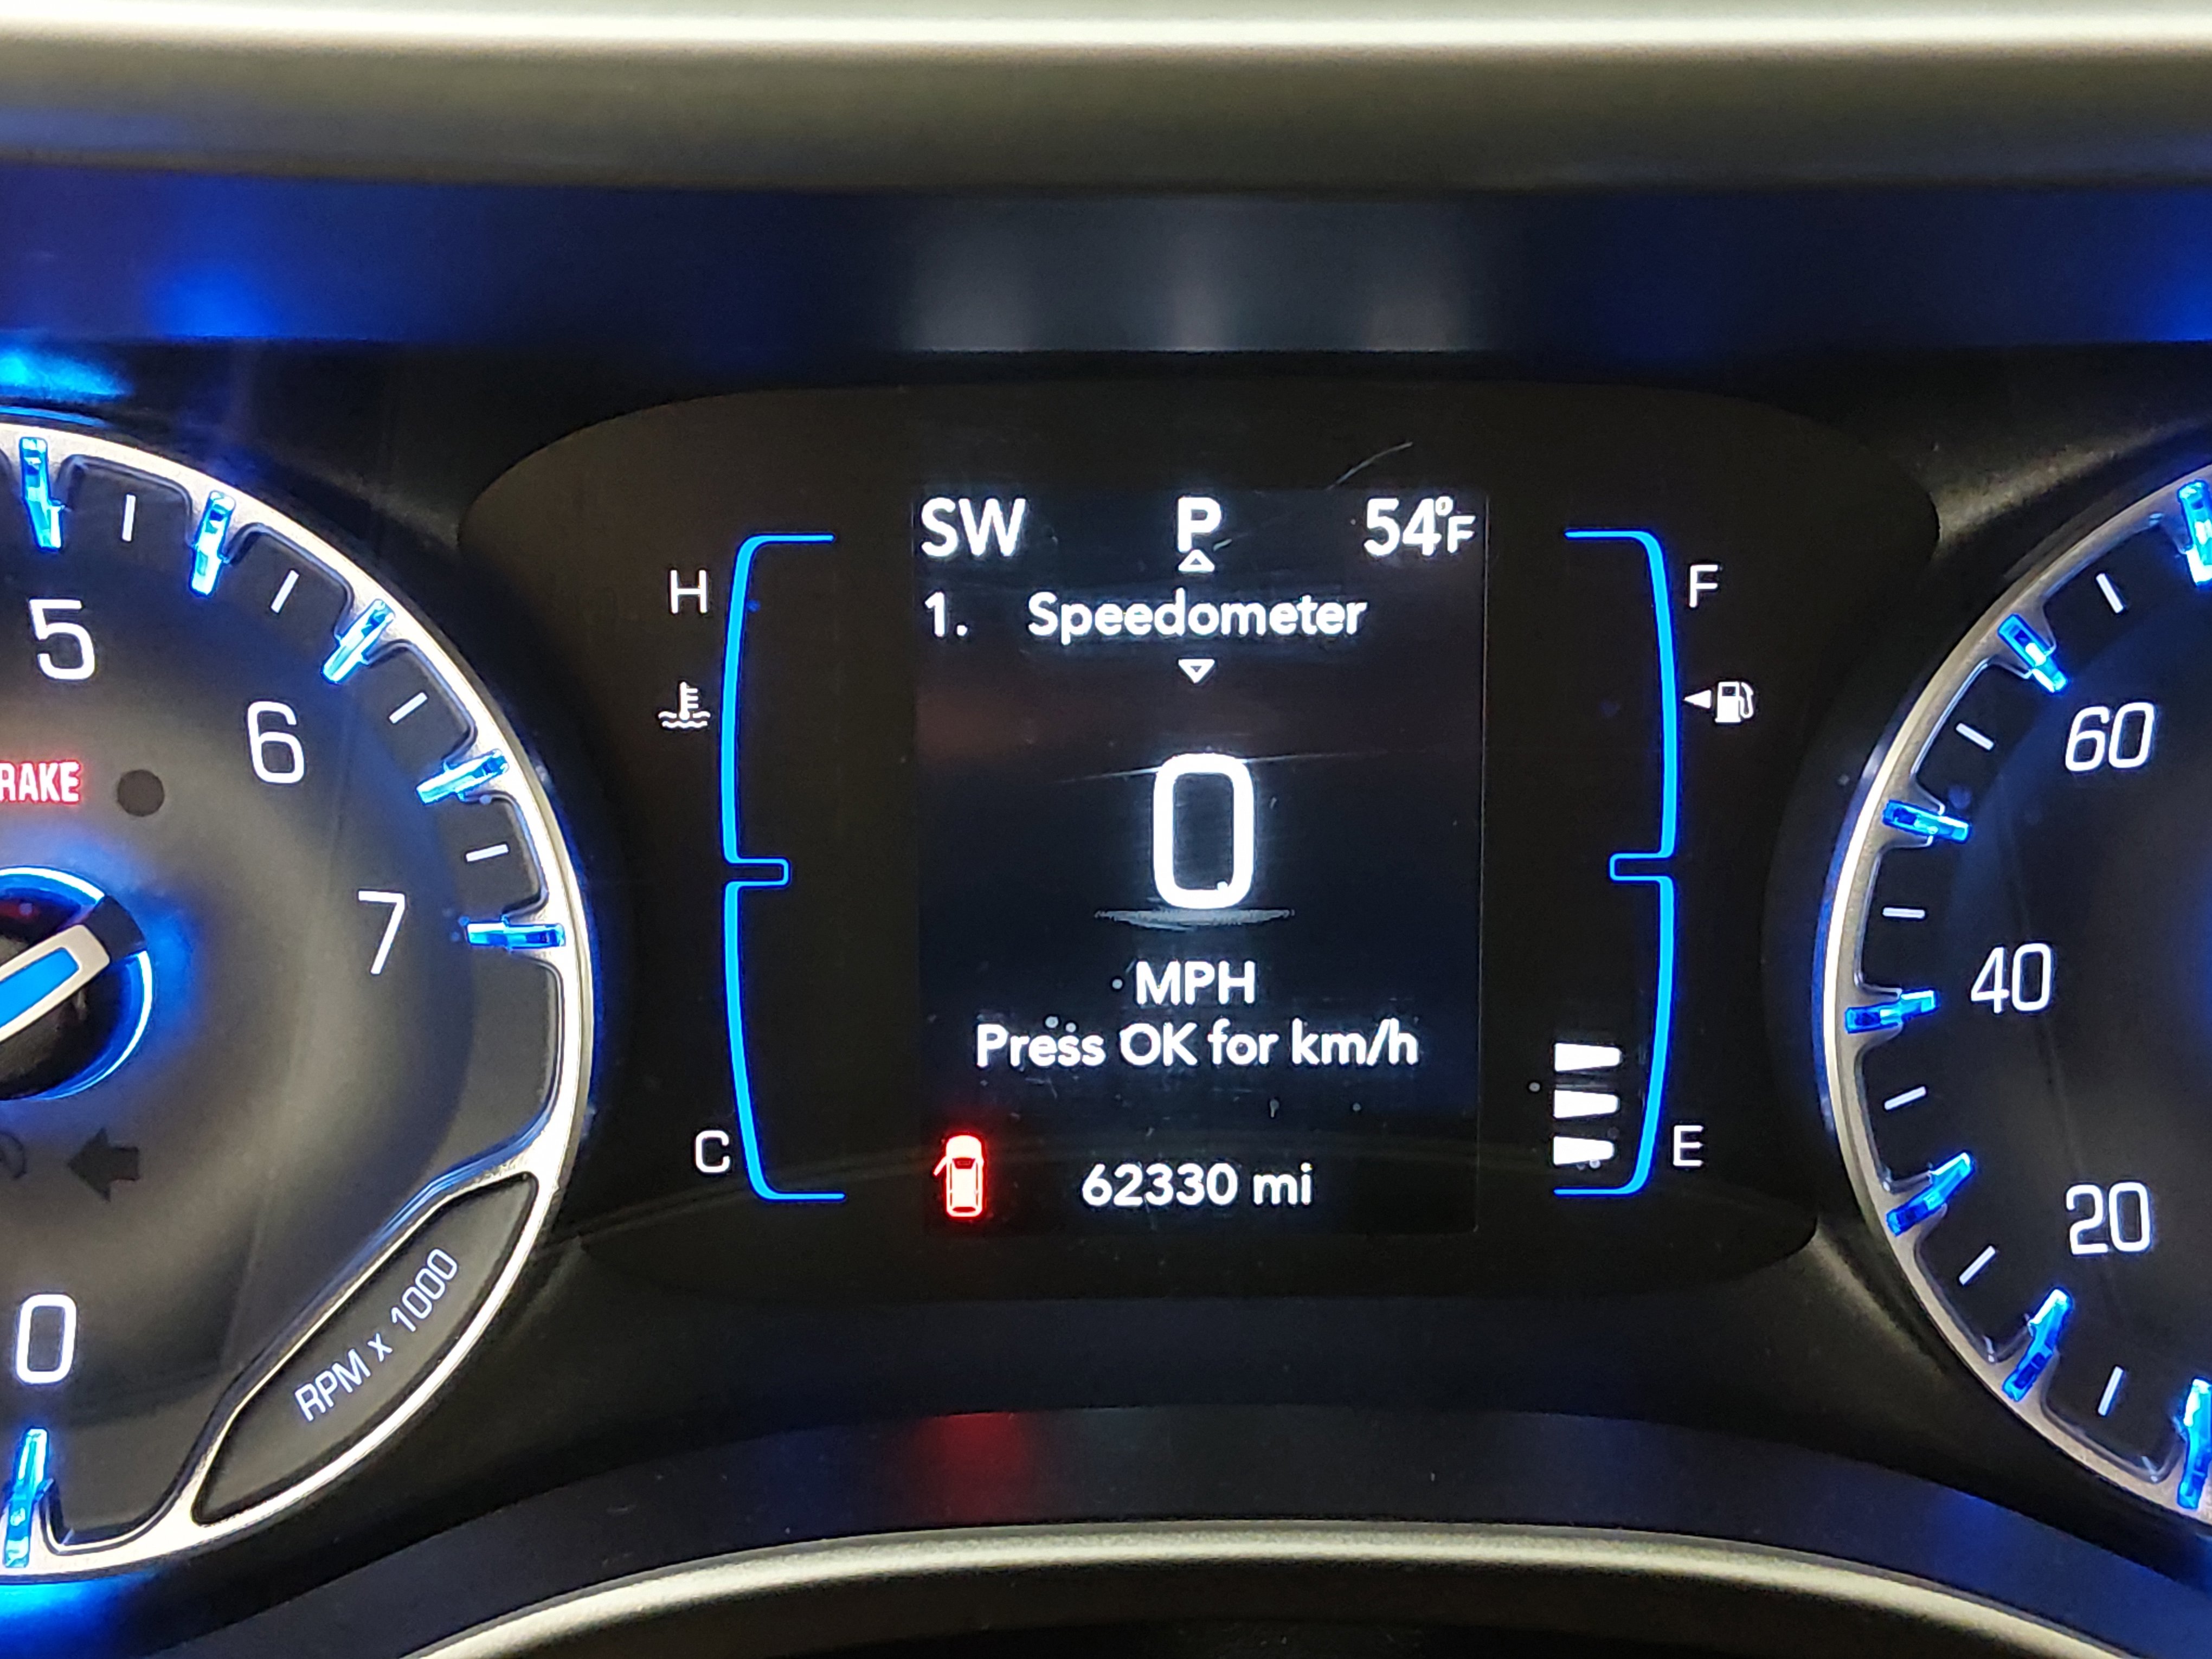 SW P 54°F
1. Speedometer
0
MPH
Press OK for km/h
62330 mi
H
C
F
E
5
6
7
0
RAKE
RPM x 1000
60
40
20